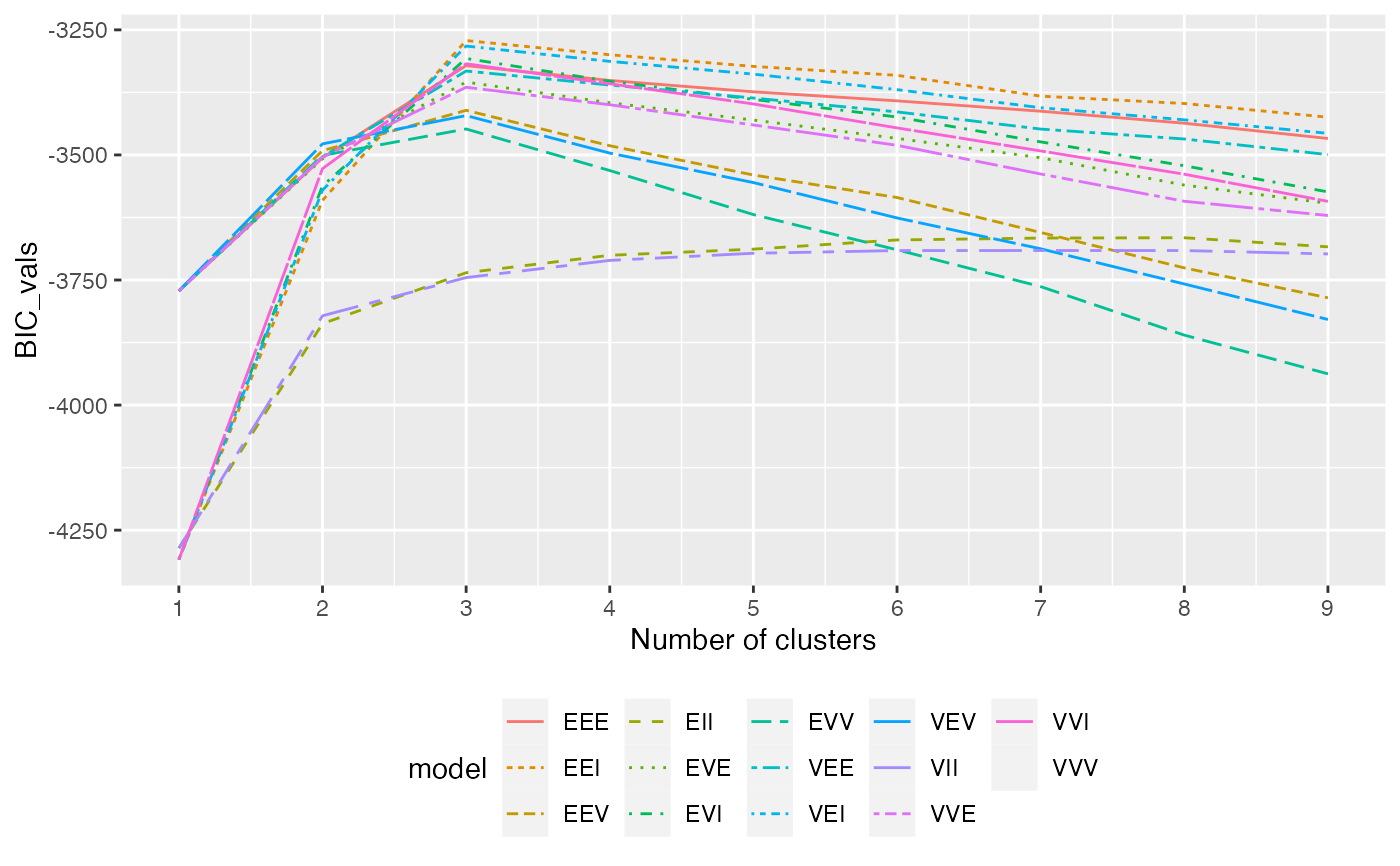 -3250
-3500
-3750
-4000
-4250
BIC_vals
1 2 3 4 5 6 7 8 9
Number of clusters
model
EEE EII EVV VEV VVI
EEI EVE VEE VII VVV
EEV EVI VEI VVE